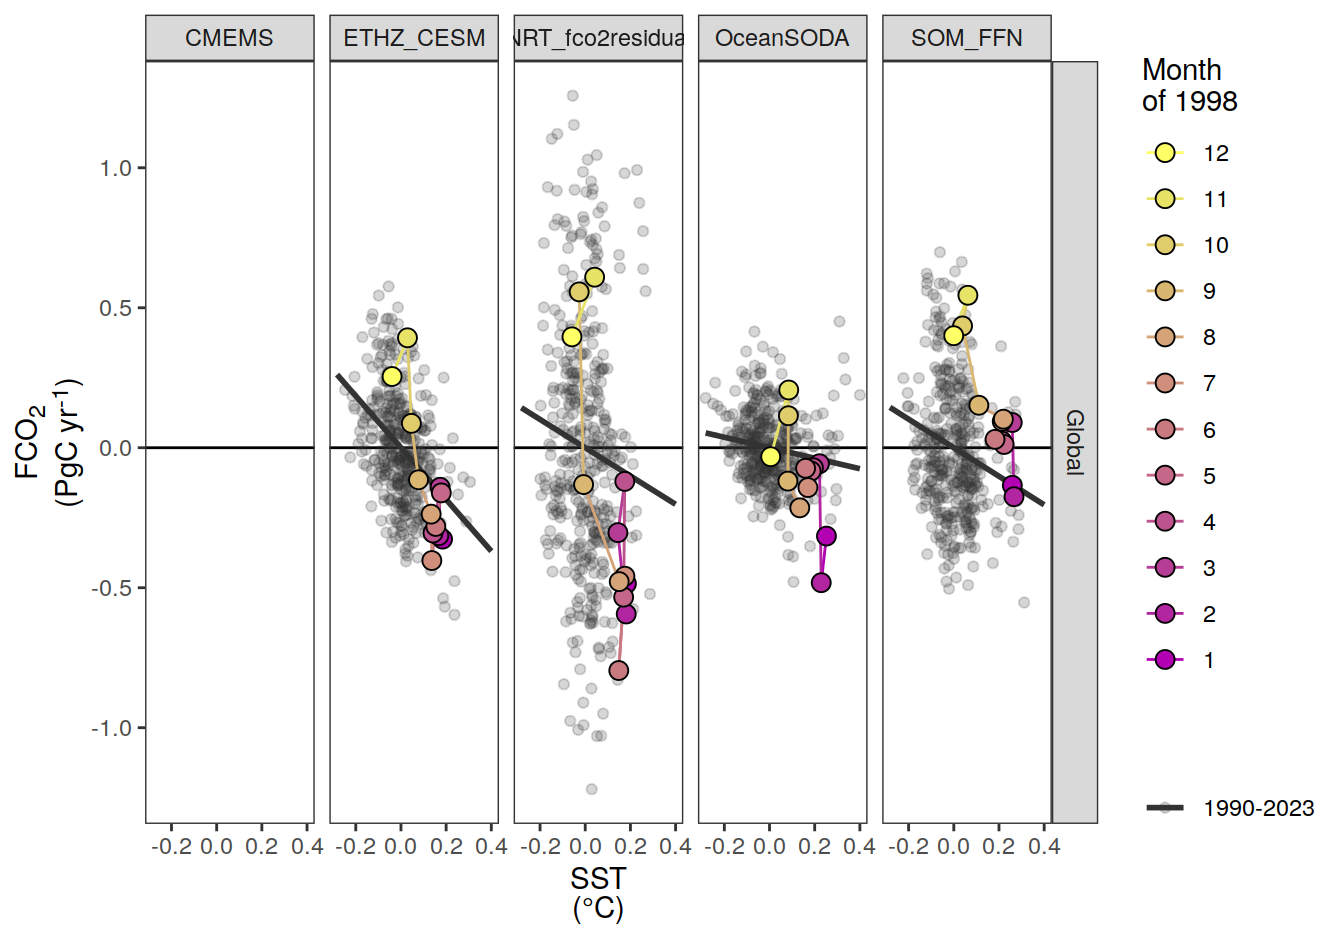 CMEMS
ETHZ_CESM
NRT_fco2residua
OceanSODA
SOM_FFN
Global
FCO2
(PgC yr-1)
1.0
0.5
0.0
-0.5
-1.0
-0.2 0.0 0.2 0.4
-0.2 0.0 0.2 0.4
-0.2 0.0 0.2 0.4
-0.2 0.0 0.2 0.4
-0.2 0.0 0.2 0.4
SST
(°C)
Month
of 1998
12
11
10
9
8
7
6
5
4
3
2
1
1990-2023